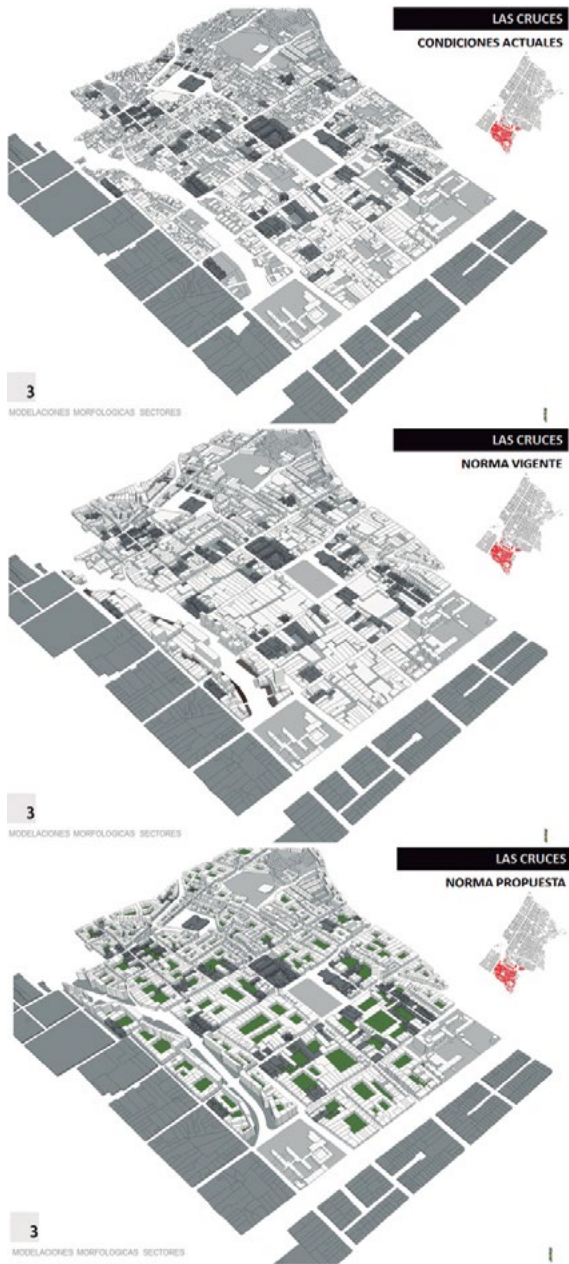 LAS CRUCES
CONDICIONES ACTUALES
3
MODELACIONES MORFOLOGICAS SECTORES
LAS CRUCES
NORMA VIGENTE
3
MODELACIONES MORFOLOGICAS SECTORES
LAS CRUCES
NORMA PROPUESTA
3
MODELACIONES MORFOLOGICAS SECTORES